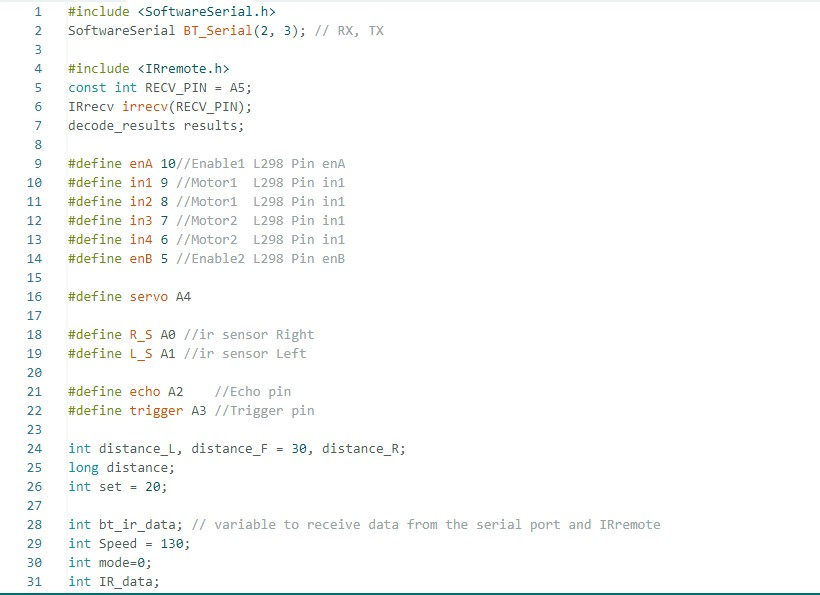 1 #include <SoftwareSerial.h>
2 SoftwareSerial BT_Serial(2, 3); // RX, TX
3
4 #include <IRremote.h>
5 const int RECV_PIN = A5;
6 IRrecv irrecv(RECV_PIN);
7 decode_results results;
8
9 #define enA 10//Enable1 L298 Pin enA
10 #define in1 9 //Motor1  L298 Pin in1
11 #define in2 8 //Motor1  L298 Pin in1
12 #define in3 7 //Motor2  L298 Pin in1
13 #define in4 6 //Motor2  L298 Pin in1
14 #define enB 5 //Enable2 L298 Pin enB
15
16 #define servo A4
17
18 #define R_S A0 //ir sensor Right
19 #define L_S A1 //ir sensor Left
20
21 #define echo A2    //Echo pin
22 #define trigger A3 //Trigger pin
23
24 int distance_L, distance_F = 30, distance_R;
25 long distance;
26 int set = 20;
27
28 int bt_ir_data; // variable to receive data from the serial port and IRremote
29 int Speed = 130;
30 int mode=0;
31 int IR_data;